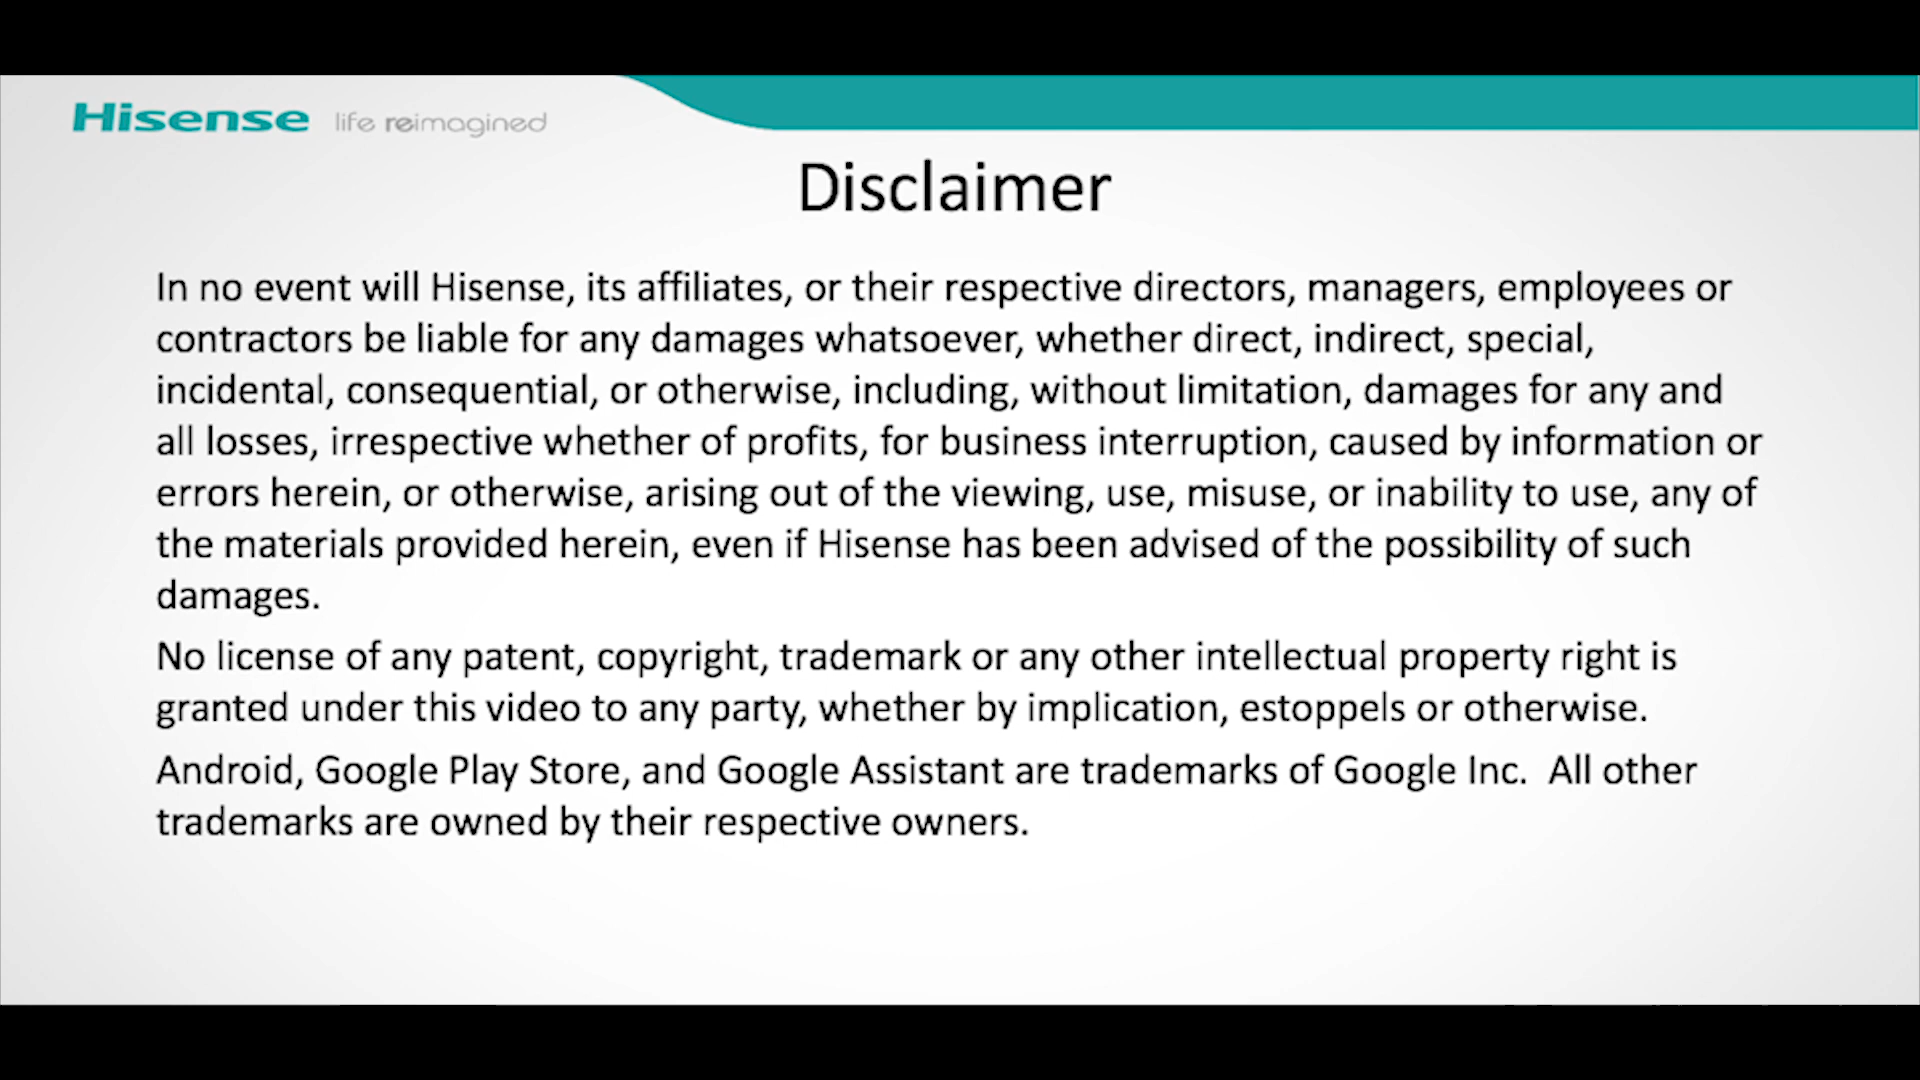 Hisense life reimagined
Disclaimer
In no event will Hisense, its affiliates, or their respective directors, managers, employees or
contractors be liable for any damages whatsoever, whether direct, indirect, special,
incidental, consequential, or otherwise, including, without limitation, damages for any and
all losses, irrespective whether of profits, for business interruption, caused by information or
errors herein, or otherwise, arising out of the viewing, use, misuse, or inability to use, any of
the materials provided herein, even if Hisense has been advised of the possibility of such
damages.
No license of any patent, copyright, trademark or any other intellectual property right is
granted under this video to any party, whether by implication, estoppels or otherwise.
Android, Google Play Store, and Google Assistant are trademarks of Google Inc.  All other
trademarks are owned by their respective owners.